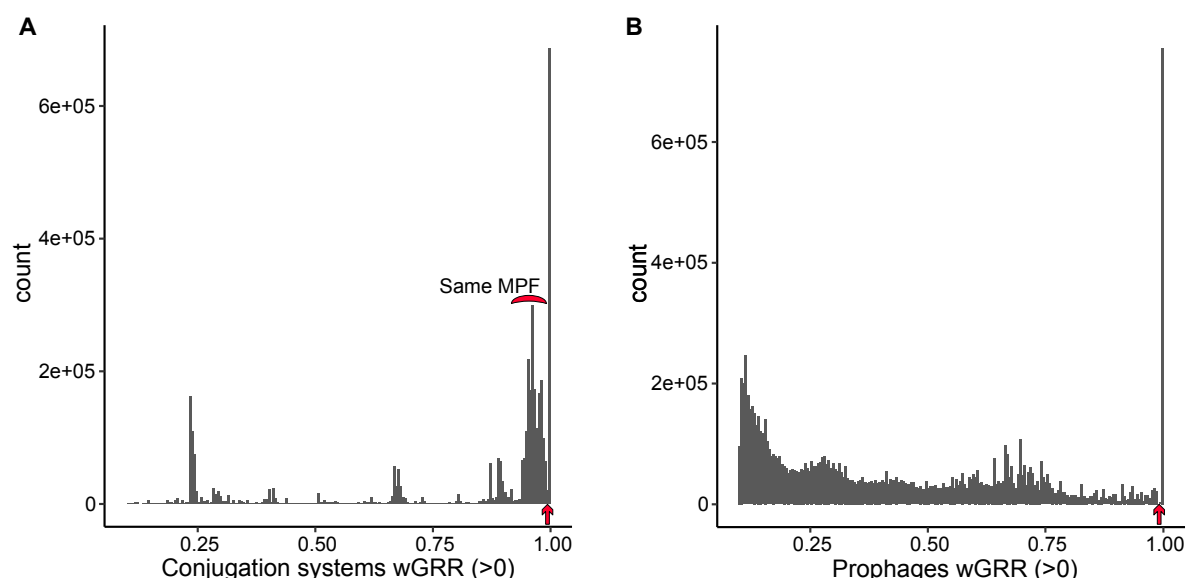 A
count
6e+05
4e+05
2e+05
0
Same MPF
0.25
0.50
0.75
1.00
Conjugation systems wGRR (>0)
B
count
6e+05
4e+05
2e+05
0
0.25
0.50
0.75
1.00
Prophages wGRR (>0)